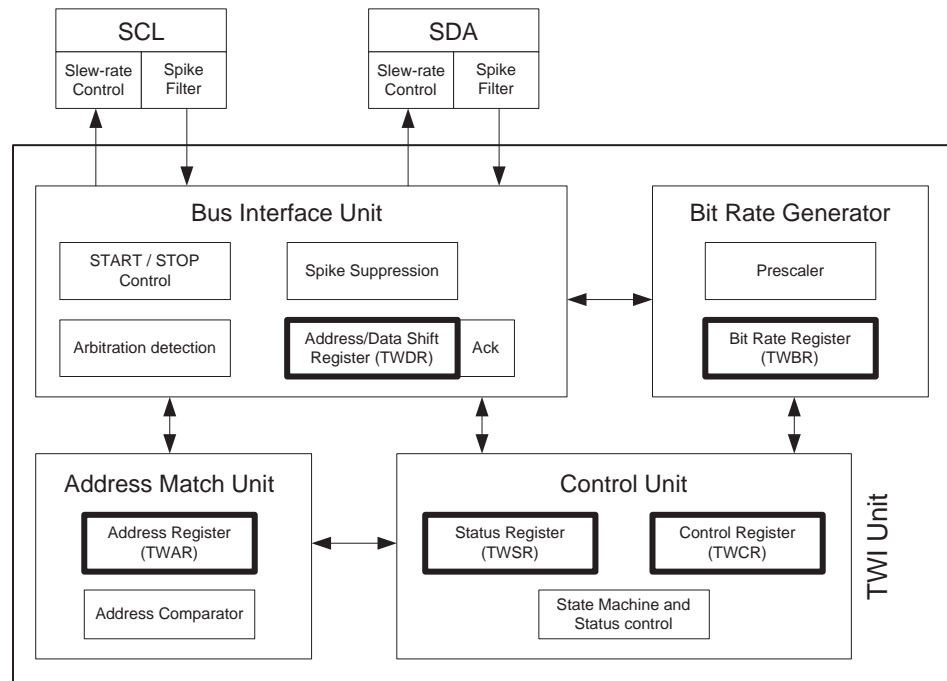 SCL
Slew-rate
Control
Spike
Filter
SDA
Slew-rate
Control
Spike
Filter
Bus Interface Unit
START / STOP
Control
Spike Suppression
Arbitration detection
Address/Data Shift
Register (TWDR)
Ack
Bit Rate Generator
Prescaler
Bit Rate Register
(TWBR)
Address Match Unit
Address Register
(TWAR)
Address Comparator
Control Unit
Status Register
(TWSR)
Control Register
(TWCR)
State Machine and
Status control
TWI Unit